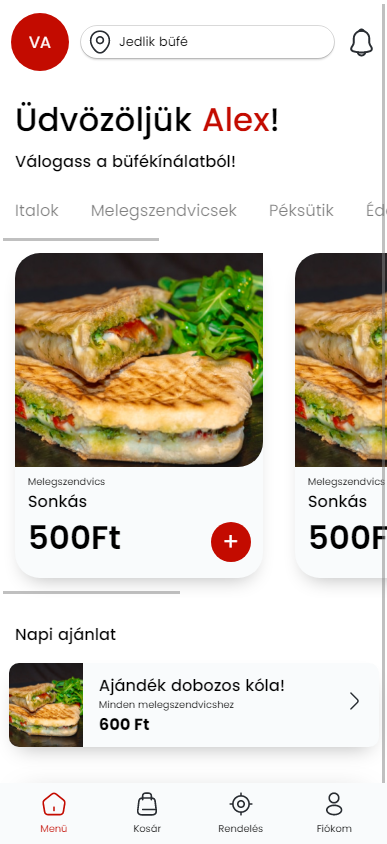 VA
Jedlik büfé
Üdvözöljük Alex!
Válogass a büfékínálatból!
Italok Melegszendvicsek Péksütik Éd
Melegszendvics Melegszendvics
Sonkás Sonkás
500Ft 500F
+
Napi ajánlat
Ajándék dobozos kóla!
Minden melegszendvicshez
600 Ft
Menü Kosár Rendelés Fiókom